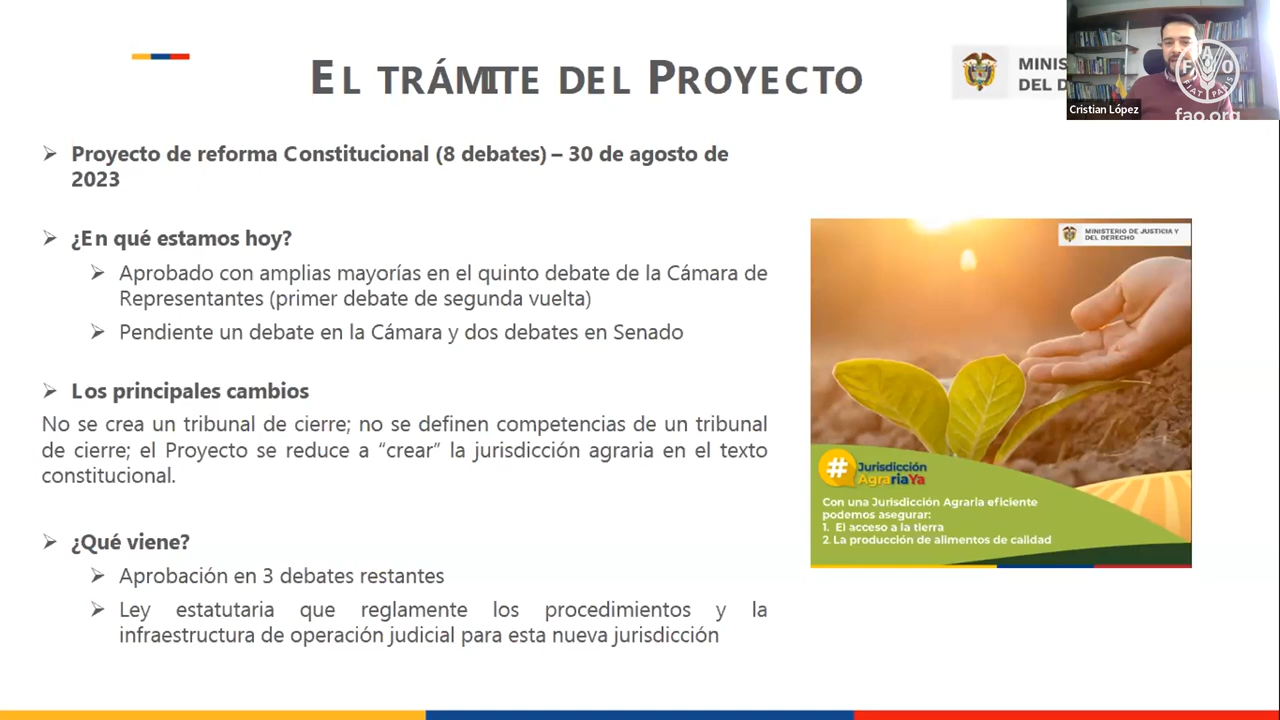 EL TRÁMITE DEL PROYECTO
MINIS
DEL D
Cristian López
FAO
FIAT PANIS
fao.org
➢ Proyecto de reforma Constitucional (8 debates) – 30 de agosto de
2023
➢ ¿En qué estamos hoy?
➢ Aprobado con amplias mayorías en el quinto debate de la Cámara de
Representantes (primer debate de segunda vuelta)
➢ Pendiente un debate en la Cámara y dos debates en Senado
➢ Los principales cambios
No se crea un tribunal de cierre; no se definen competencias de un tribunal
de cierre; el Proyecto se reduce a “crear” la jurisdicción agraria en el texto
constitucional.
➢ ¿Qué viene?
➢ Aprobación en 3 debates restantes
➢ Ley estatutaria que reglamente los procedimientos y la
infraestructura de operación judicial para esta nueva jurisdicción
MINISTERIO DE JUSTICIA Y
DEL DERECHO
# Jurisdicción
AgrariaYa
Con una Jurisdicción Agraria eficiente
podemos asegurar:
1. El acceso a la tierra
2 La producción de alimentos de calidad